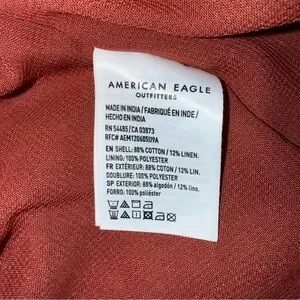 AMERICAN EAGLE
OUTFITTERS
MADE IN INDIA / FABRIQUÉ EN INDE /
HECHO EN INDIA
RN 54485 / CA 03873
RFC# AEM120605U9A
EN SHELL: 88% COTTON / 12% LINEN.
LINING: 100% POLYESTER
FR EXTÉRIEUR: 88% COTON / 12% LIN.
DOUBLURE: 100% POLYESTER
SP EXTERIOR: 88% algodón / 12% lino.
FORRO: 100% poliéster